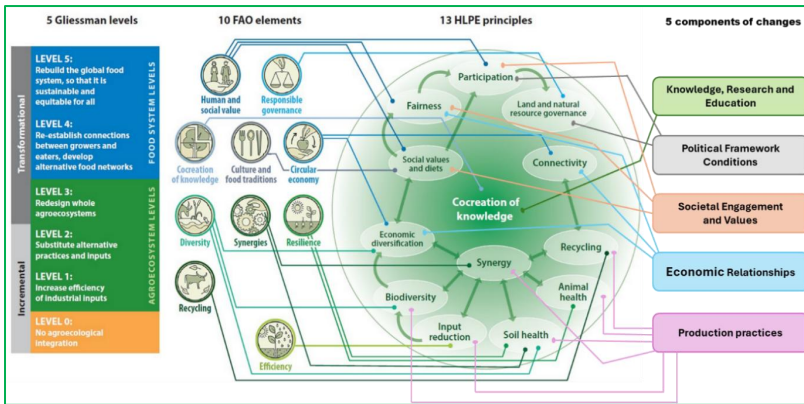 5 Gliessman levels
10 FAO elements
13 HLPE principles
5 components of changes
Transformational
Incremental
FOOD SYSTEM LEVELS
AGROECOSYSTEM LEVELS
LEVEL 5:
Rebuild the global food
system, so that it is
sustainable and
equitable for all
LEVEL 4:
Re-establish connections
between growers and
eaters, develop
alternative food networks
LEVEL 3:
Redesign whole
agroecosystems
LEVEL 2:
Substitute alternative
practices and inputs
LEVEL 1:
Increase efficiency
of industrial inputs
LEVEL 0:
No agroecological
integration
Human and
social value
Responsible
governance
Cocreation
of knowledge
Culture and
food traditions
Circular
economy
Diversity
Synergies
Resilience
Recycling
Efficiency
Participation
Fairness
Land and natural
resource governance
Social values
and diets
Connectivity
Cocreation of
knowledge
Economic
diversification
Recycling
Synergy
Animal
health
Biodiversity
Input
reduction
Soil health
Knowledge, Research and
Education
Political Framework
Conditions
Societal Engagement
and Values
Economic Relationships
Production practices